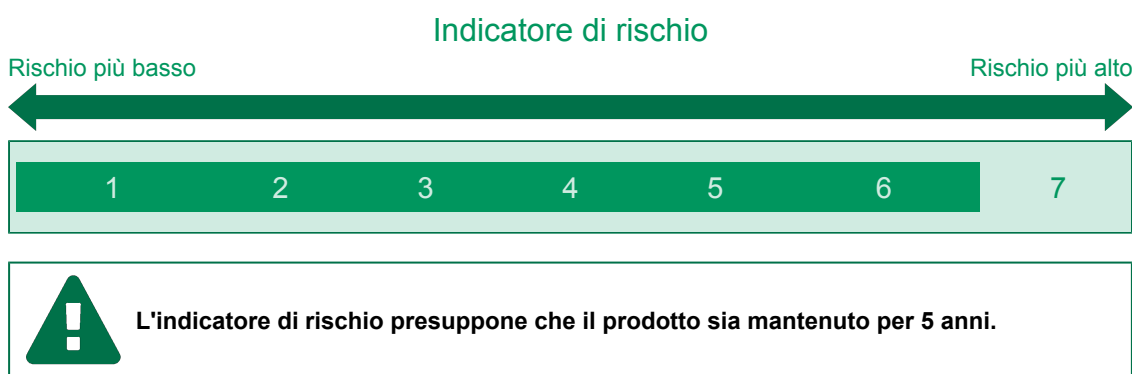 Indicatore di rischio
Rischio più basso Rischio più alto
1 2 3 4 5 6 7
L'indicatore di rischio presuppone che il prodotto sia mantenuto per 5 anni.